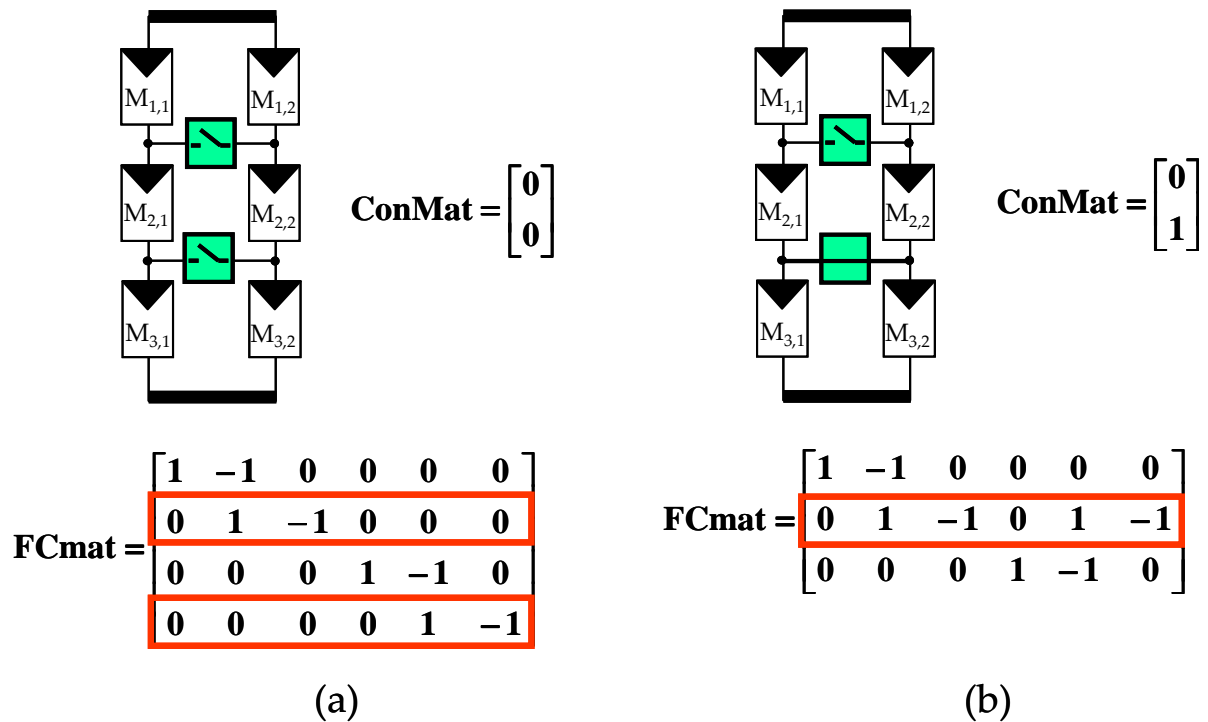 M1,1 M1,2
M2,1 M2,2
M3,1 M3,2
ConMat = [0
0]
FCmat = [1 −1 0 0 0 0
0 1 −1 0 0 0
0 0 0 1 −1 0
0 0 0 0 1 −1]
(a)
M1,1 M1,2
M2,1 M2,2
M3,1 M3,2
ConMat = [0
1]
FCmat = [1 −1 0 0 0 0
0 1 −1 0 1 −1
0 0 0 1 −1 0]
(b)